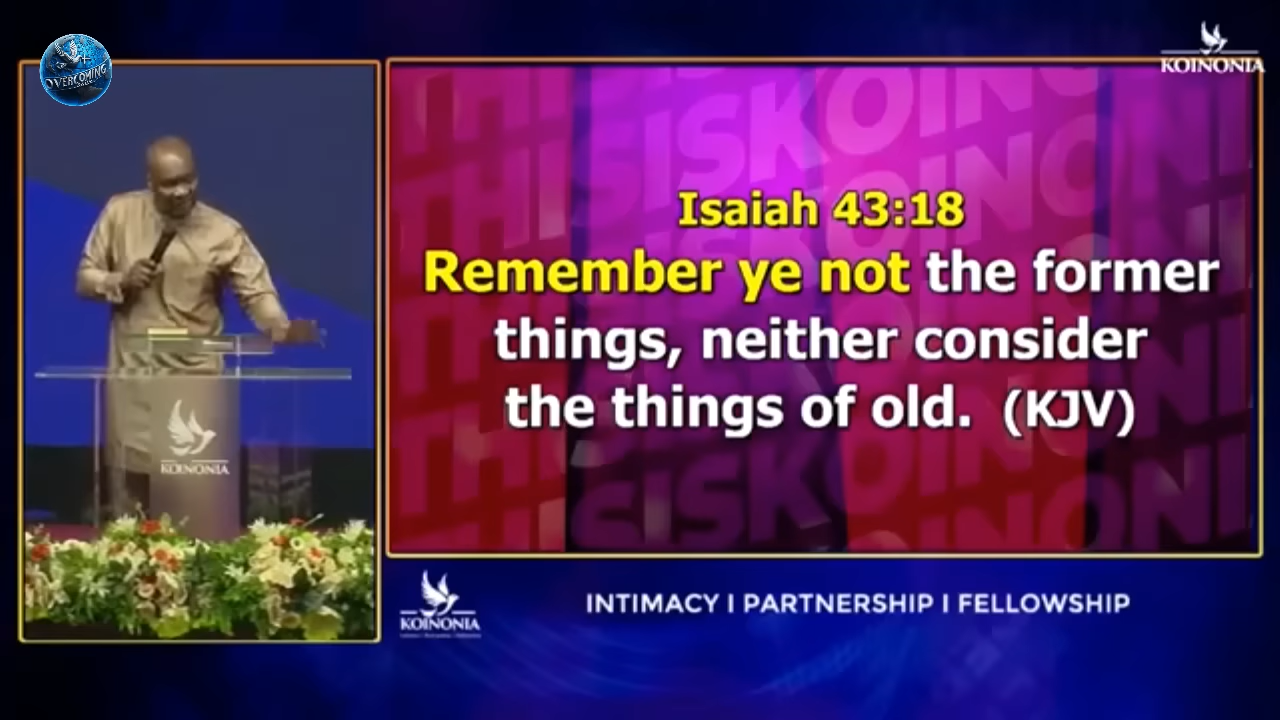 OVERCOMING
KOINONIA
Isaiah 43:18
Remember ye not the former
things, neither consider
the things of old. (KJV)
KOINONIA
KOINONIA
INTIMACY I PARTNERSHIP I FELLOWSHIP